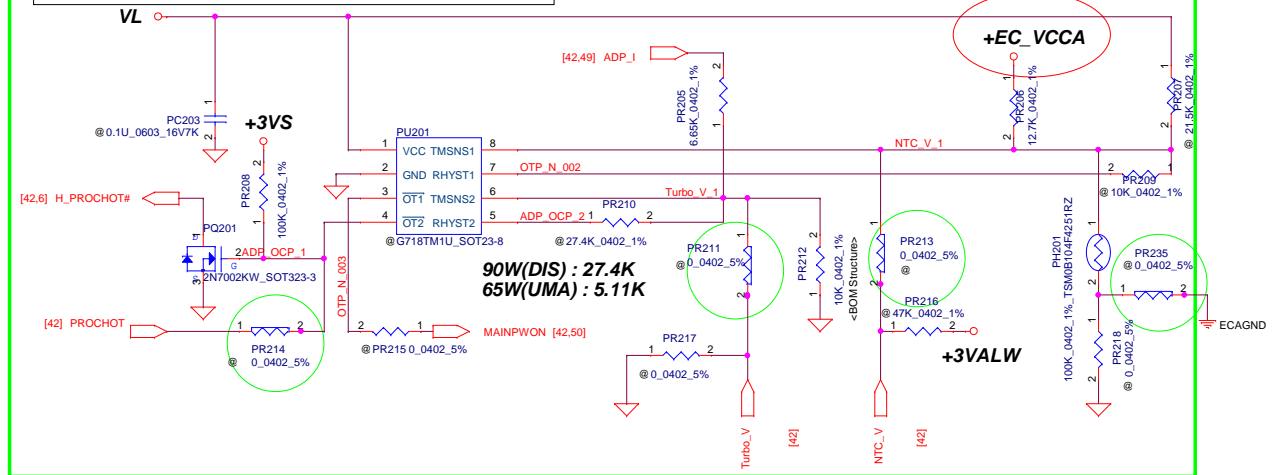 VL
+EC_VCCA
[42,49] ADP_I
PR205
6.65K_0402_1%
PR206
12.7K_0402_1%
PR207
@ 21.5K_0402_1%
PC203
@ 0.1U_0603_16V7K
+3VS
PU201
1 VCC TMSNS1 8
2 GND RHYST1 7
3 OT1 TMSNS2 6
4 OT2 RHYST2 5
@ G718TM1U_SOT23-8
NTC_V_1
OTP_N_002
Turbo_V_1
ADP_OCP_2
PR210
@ 27.4K_0402_1%
PR209
@ 10K_0402_1%
PR208
100K_0402_1%
[42,6] H_PROCHOT#
PQ201
ADP_OCP_1
2N7002KW_SOT323-3
D
G
S
OTP_N_003
90W(DIS) : 27.4K
65W(UMA) : 5.11K
PR211
@ 0_0402_5%
PR212
10K_0402_1%
<BOM Structure>
PR213
0_0402_5%
@
PH201
100K_0402_1%_TSM0B104F4251RZ
PR235
@ 0_0402_5%
ECAGND
[42] PROCHOT
PR214
@ 0_0402_5%
@ PR215 0_0402_5%
MAINPWON [42,50]
PR216
@ 47K_0402_1%
+3VALW
PR217
@ 0_0402_5%
PR218
@ 0_0402_5%
Turbo_V [42]
NTC_V [42]